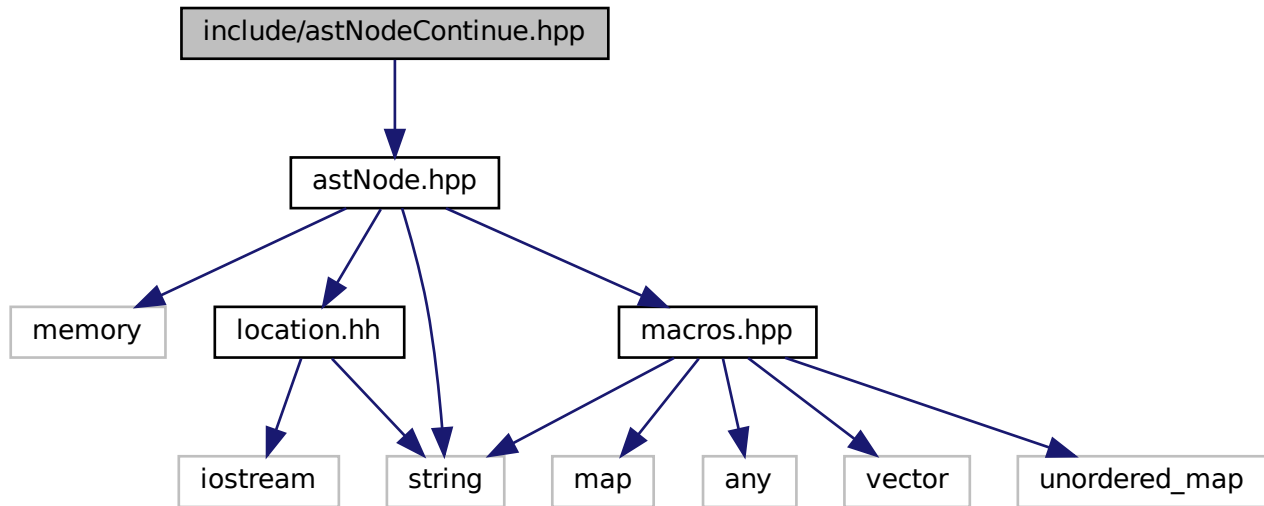 include/astNodeContinue.hpp
astNode.hpp
memory
location.hh
macros.hpp
iostream
string
map
any
vector
unordered_map